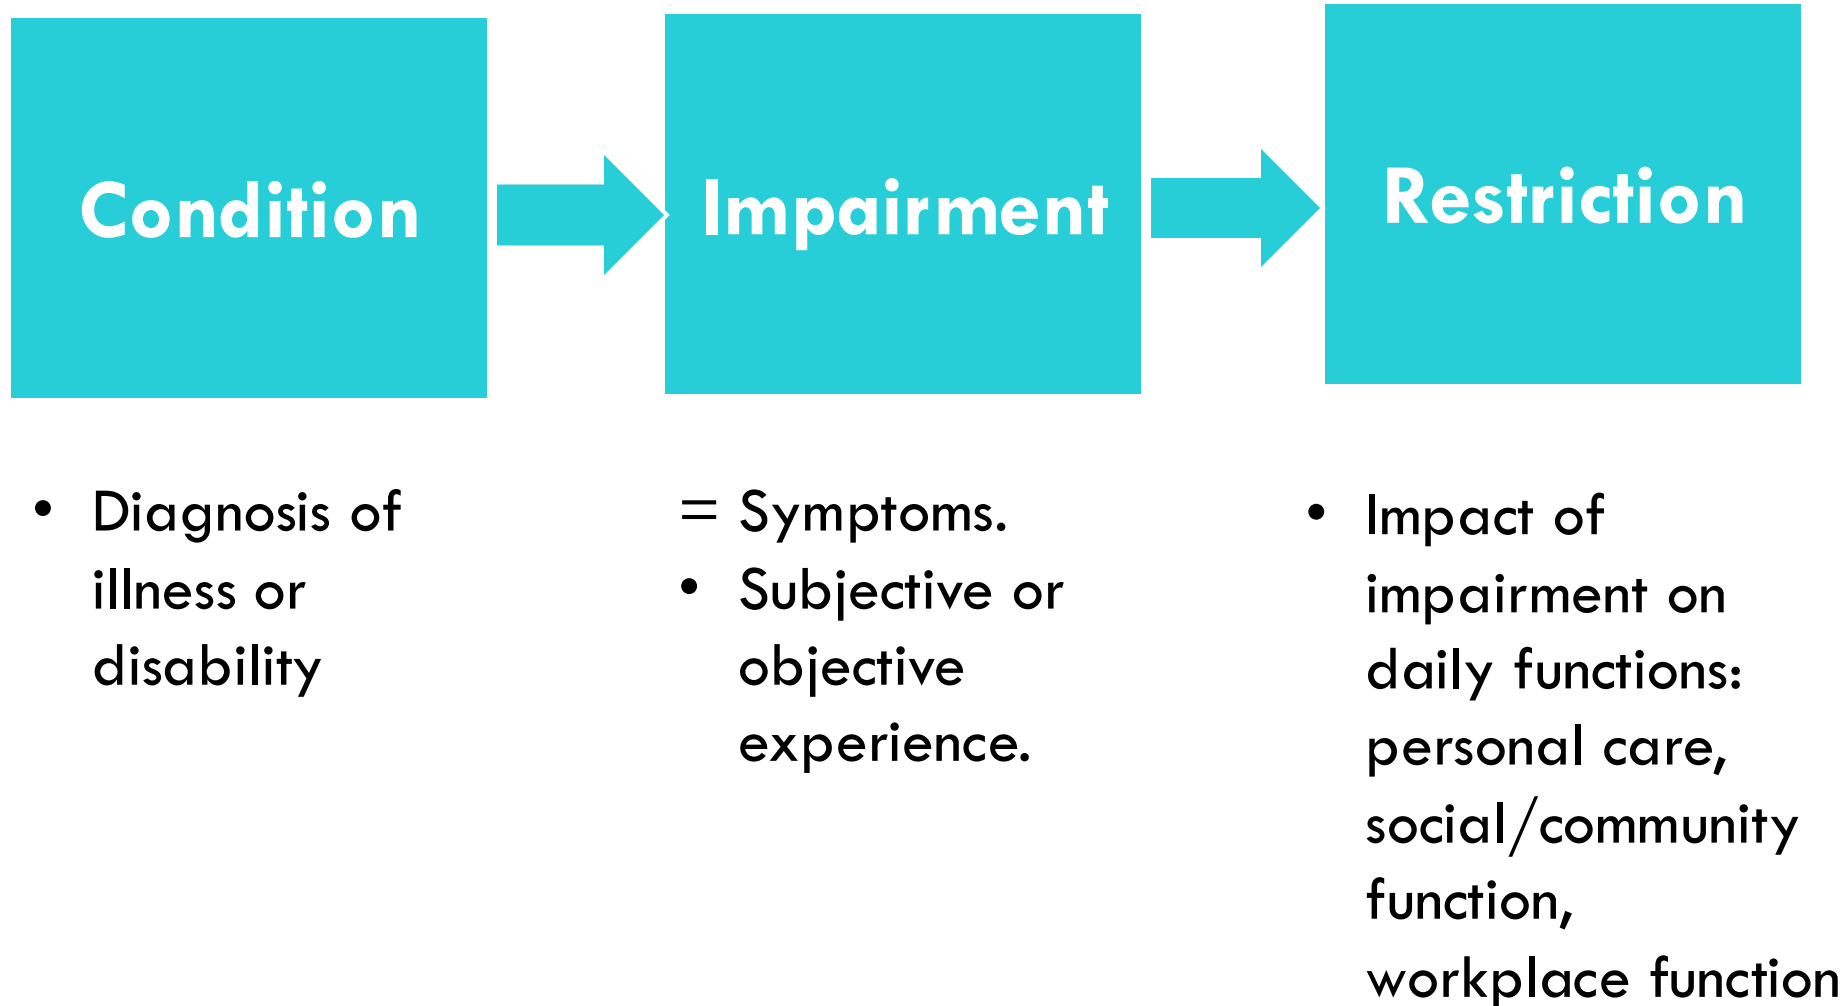 Condition
Impairment
Restriction
• Diagnosis of
illness or
disability
= Symptoms.
• Subjective or
objective
experience.
• Impact of
impairment on
daily functions:
personal care,
social/community
function,
workplace function